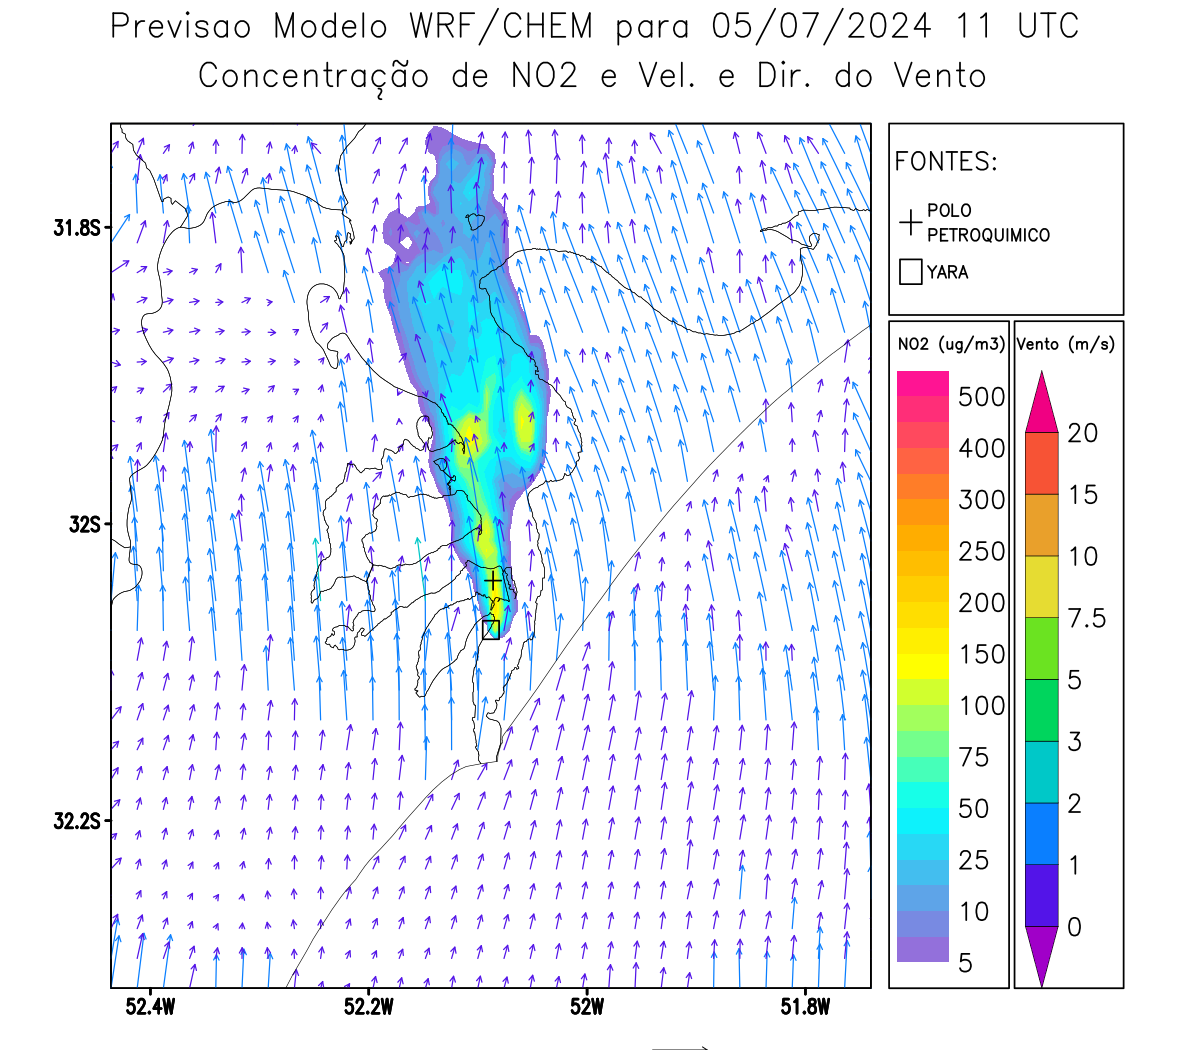 Previsao Modelo WRF/CHEM para 05/07/2024 11 UTC
Concentração de NO2 e Vel. e Dir. do Vento
FONTES:
POLO
PETROQUIMICO
YARA
31.8S
32S
32.2S
52.4W
52.2W
52W
51.8W
NO2 (ug/m3)
500
400
300
250
200
150
100
75
50
25
10
5
Vento (m/s)
20
15
10
7.5
5
3
2
1
0